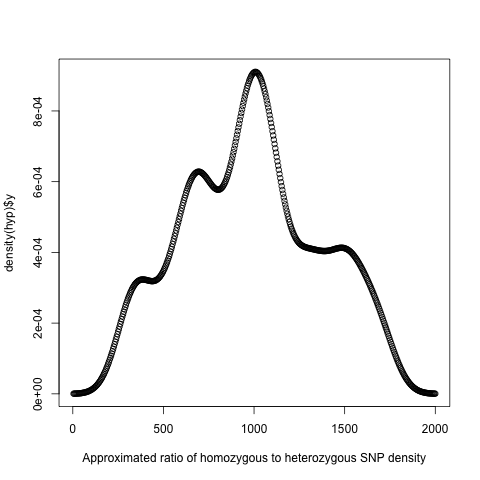 density(hyp)$y
8e-04
6e-04
4e-04
2e-04
0e+00
0 500 1000 1500 2000
Approximated ratio of homozygous to heterozygous SNP density